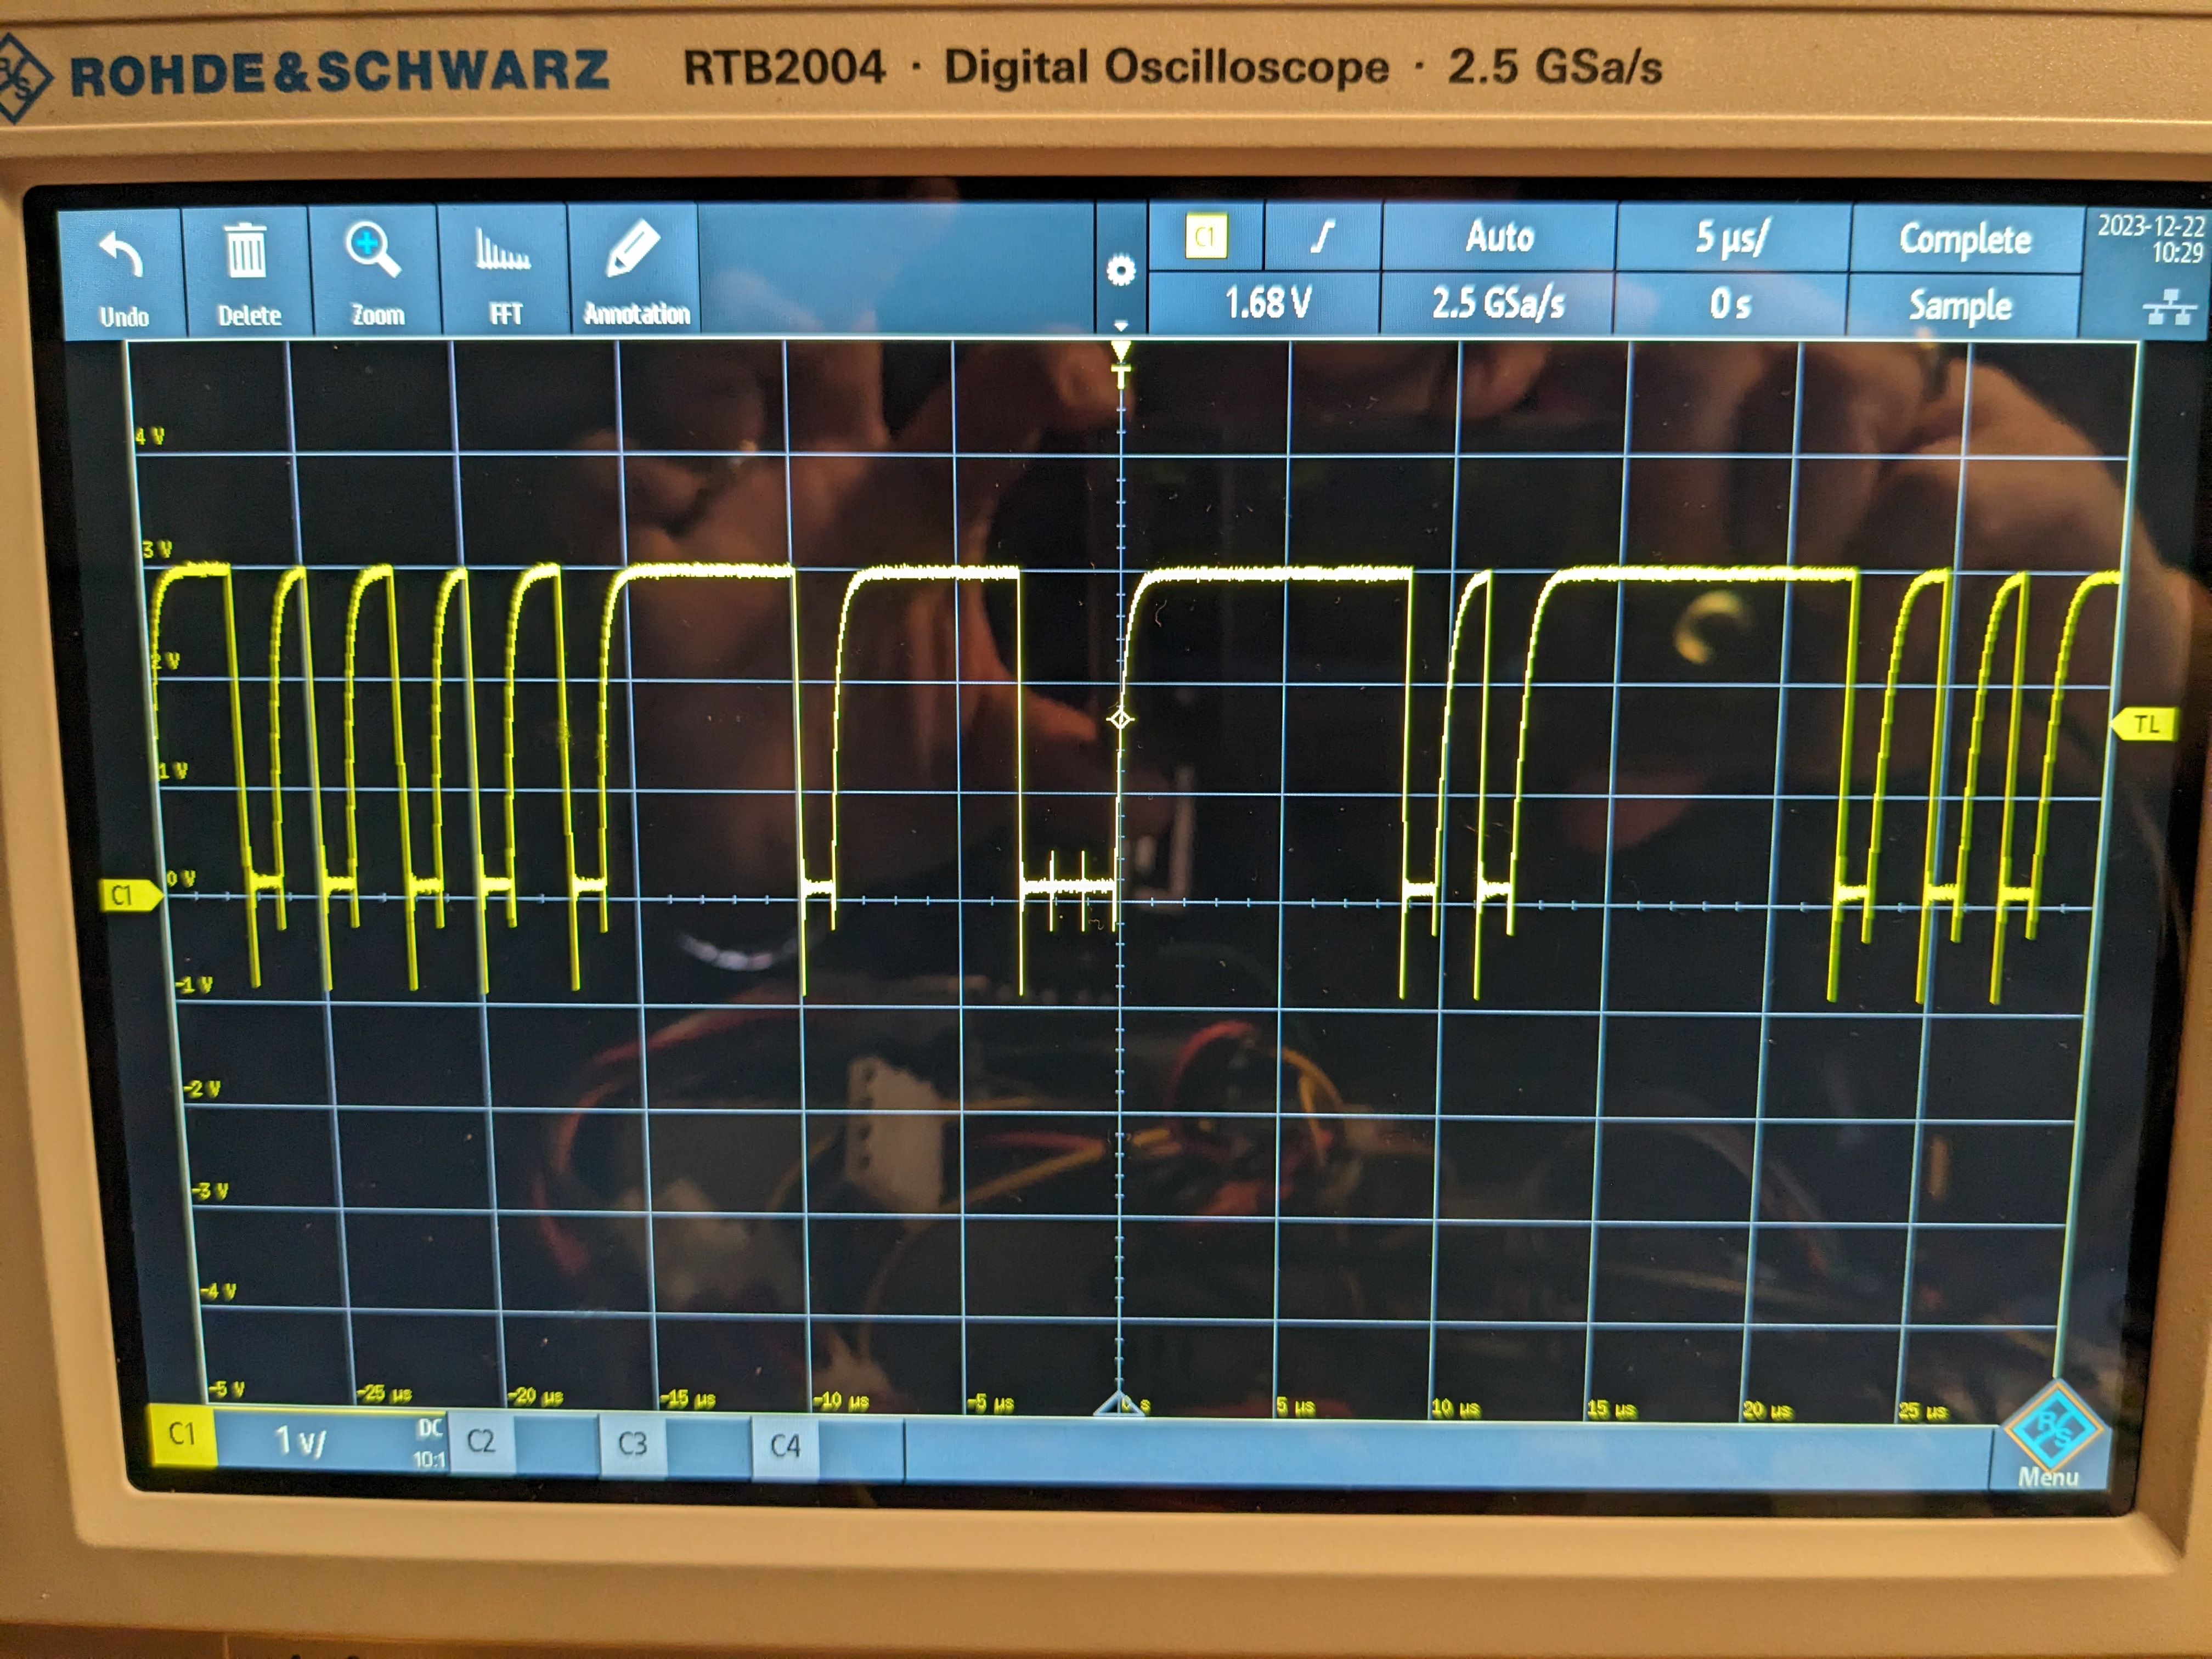 R&S ROHDE&SCHWARZ RTB2004 · Digital Oscilloscope · 2.5 GSa/s
Undo Delete Zoom FFT Annotation
C1 Auto 5 µs/ Complete 2023-12-22
10:29
1.68 V 2.5 GSa/s 0 s Sample
T
4 V
3 V
2 V
TL
1 V
0 V
C1
-1 V
-2 V
-3 V
-4 V
-5 V -25 µs -20 µs -15 µs -10 µs -5 µs 0 s 5 µs 10 µs 15 µs 20 µs 25 µs
C1 1 V/ DC 10:1 C2 C3 C4
R&S
Menu